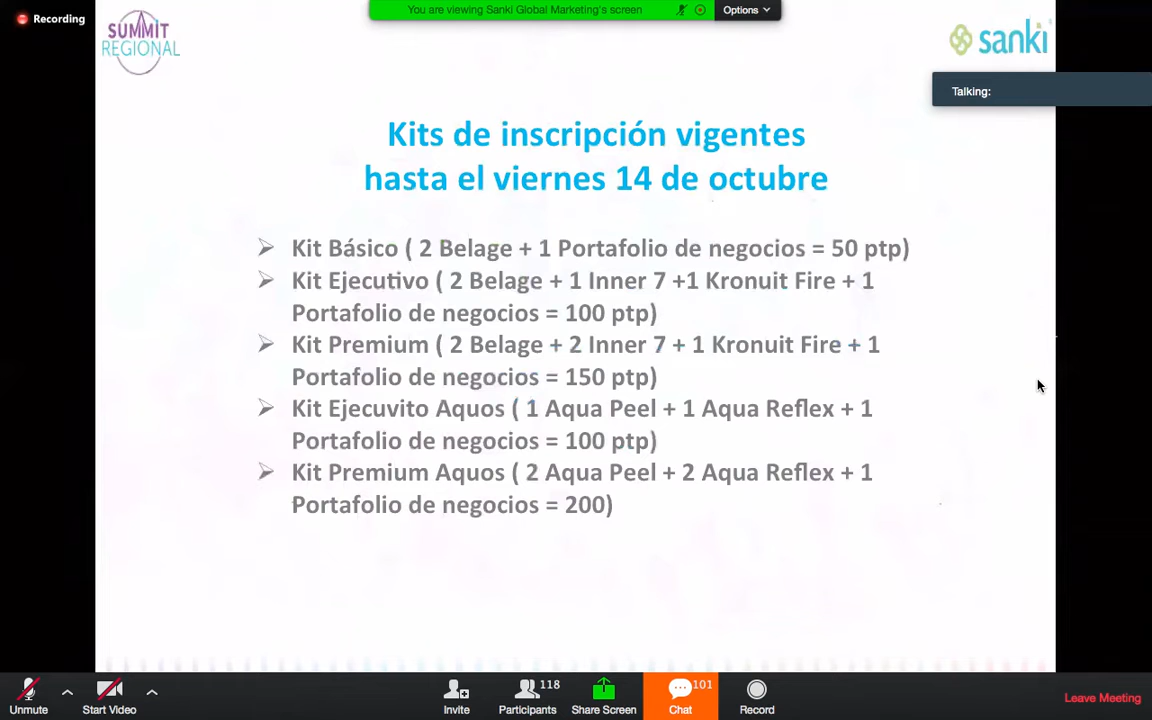 Recording
You are viewing Sanki Global Marketing's screen
Options
SUMMIT
REGIONAL
sanki
Talking:
Kits de inscripción vigentes
hasta el viernes 14 de octubre
Kit Básico ( 2 Belage + 1 Portafolio de negocios = 50 ptp)
Kit Ejecutivo ( 2 Belage + 1 Inner 7 +1 Kronuit Fire + 1
Portafolio de negocios = 100 ptp)
Kit Premium ( 2 Belage + 2 Inner 7 + 1 Kronuit Fire + 1
Portafolio de negocios = 150 ptp)
Kit Ejecuvito Aquos ( 1 Aqua Peel + 1 Aqua Reflex + 1
Portafolio de negocios = 100 ptp)
Kit Premium Aquos ( 2 Aqua Peel + 2 Aqua Reflex + 1
Portafolio de negocios = 200)
118
101
Unmute
Start Video
Invite
Participants
Share Screen
Chat
Record
Leave Meeting